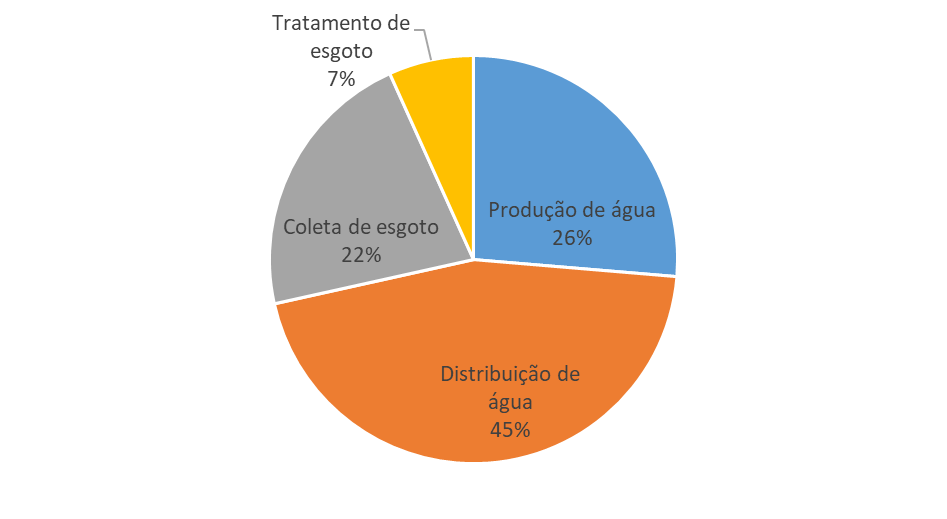 Tratamento de
esgoto
7%
Produção de água
26%
Coleta de esgoto
22%
Distribuição de
água
45%